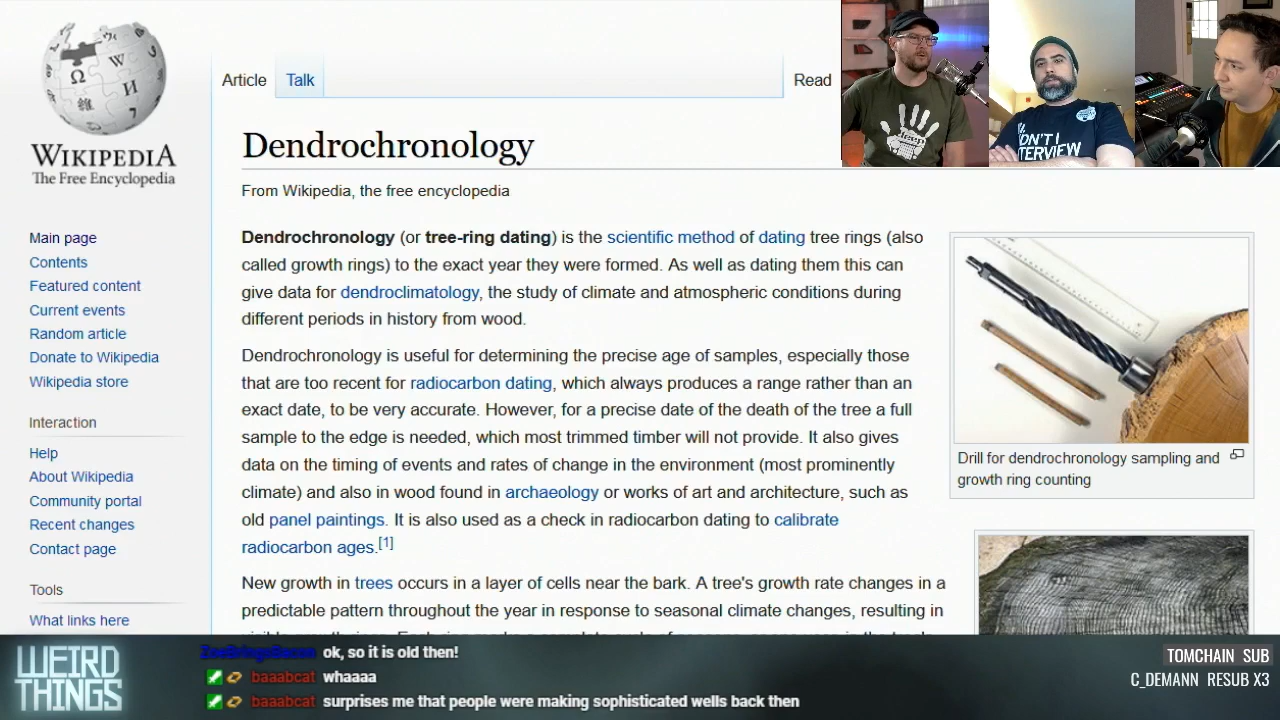 WIKIPEDIA
The Free Encyclopedia
Main page
Contents
Featured content
Current events
Random article
Donate to Wikipedia
Wikipedia store
Interaction
Help
About Wikipedia
Community portal
Recent changes
Contact page
Tools
What links here
Article Talk Read
Dendrochronology
From Wikipedia, the free encyclopedia
Dendrochronology (or tree-ring dating) is the scientific method of dating tree rings (also
called growth rings) to the exact year they were formed. As well as dating them this can
give data for dendroclimatology, the study of climate and atmospheric conditions during
different periods in history from wood.
Dendrochronology is useful for determining the precise age of samples, especially those
that are too recent for radiocarbon dating, which always produces a range rather than an
exact date, to be very accurate. However, for a precise date of the death of the tree a full
sample to the edge is needed, which most trimmed timber will not provide. It also gives
data on the timing of events and rates of change in the environment (most prominently
climate) and also in wood found in archaeology or works of art and architecture, such as
old panel paintings. It is also used as a check in radiocarbon dating to calibrate
radiocarbon ages.[1]
New growth in trees occurs in a layer of cells near the bark. A tree's growth rate changes in a
predictable pattern throughout the year in response to seasonal climate changes, resulting in
Drill for dendrochronology sampling and
growth ring counting
WEIRD
THINGS
ok, so it is old then!
baaabcat whaaaa
baaabcat surprises me that people were making sophisticated wells back then
TOMCHAIN SUB
C_DEMANN RESUB X3